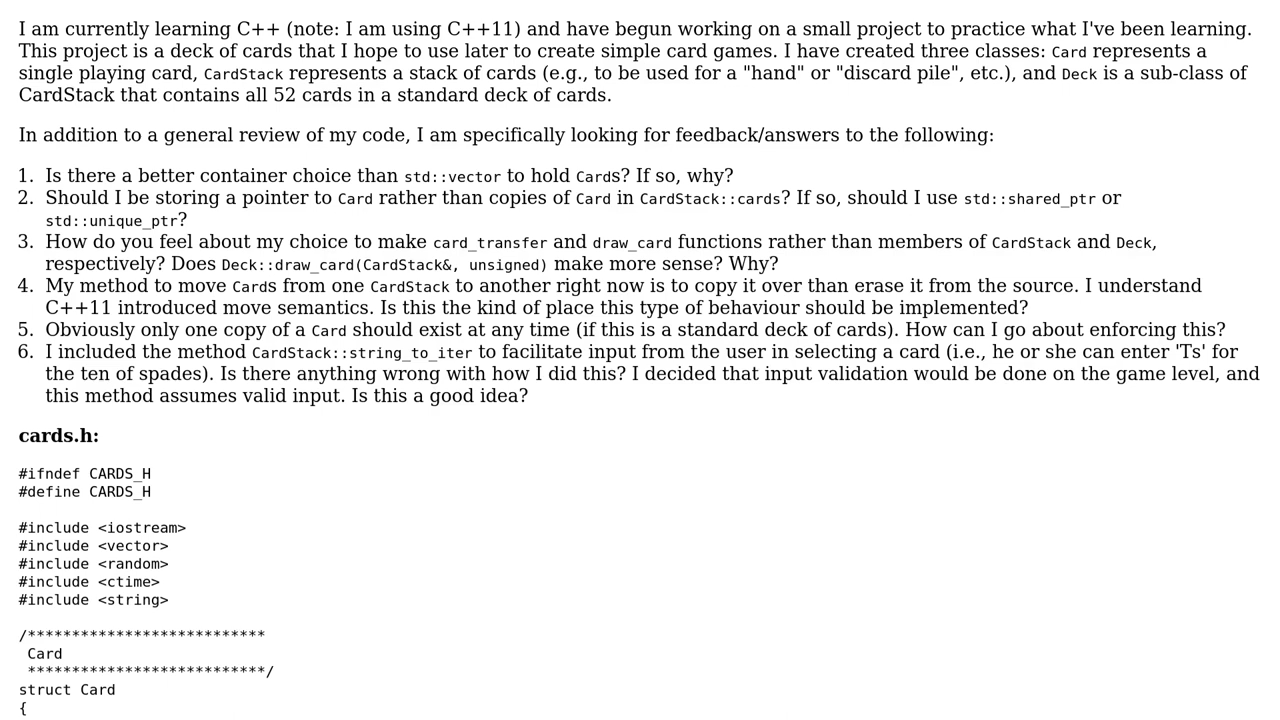 I am currently learning C++ (note: I am using C++11) and have begun working on a small project to practice what I've been learning.
This project is a deck of cards that I hope to use later to create simple card games. I have created three classes: Card represents a
single playing card, CardStack represents a stack of cards (e.g., to be used for a "hand" or "discard pile", etc.), and Deck is a sub-class of
CardStack that contains all 52 cards in a standard deck of cards.
In addition to a general review of my code, I am specifically looking for feedback/answers to the following:
1. Is there a better container choice than std::vector to hold Cards? If so, why?
2. Should I be storing a pointer to Card rather than copies of Card in CardStack::cards? If so, should I use std::shared_ptr or
std::unique_ptr?
3. How do you feel about my choice to make card_transfer and draw_card functions rather than members of CardStack and Deck,
respectively? Does Deck::draw_card(CardStack&, unsigned) make more sense? Why?
4. My method to move Cards from one CardStack to another right now is to copy it over than erase it from the source. I understand
C++11 introduced move semantics. Is this the kind of place this type of behaviour should be implemented?
5. Obviously only one copy of a Card should exist at any time (if this is a standard deck of cards). How can I go about enforcing this?
6. I included the method CardStack::string_to_iter to facilitate input from the user in selecting a card (i.e., he or she can enter 'Ts' for
the ten of spades). Is there anything wrong with how I did this? I decided that input validation would be done on the game level, and
this method assumes valid input. Is this a good idea?
cards.h:
#ifndef CARDS_H
#define CARDS_H
#include <iostream>
#include <vector>
#include <random>
#include <ctime>
#include <string>
/***************************
Card
***************************/
struct Card
{